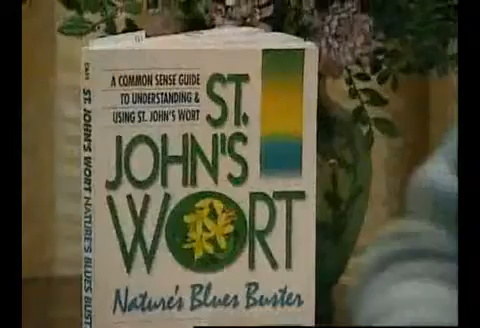 A COMMON SENSE GUIDE
TO UNDERSTANDING &
USING ST. JOHN'S WORT
ST.
JOHN'S
WORT
Nature's Blues Buster
ST. JOHN'S WORT NATURE'S BLUES BUST